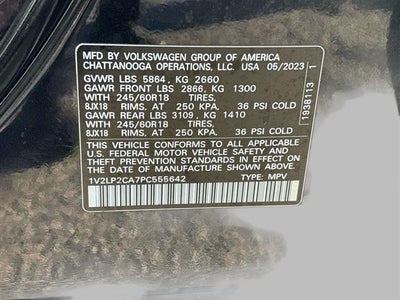 MFD BY VOLKSWAGEN GROUP OF AMERICA
CHATTANOOGA OPERATIONS, LLC. USA 05/2023
GVWR LBS 5864, KG 2660
GAWR FRONT LBS 2866, KG 1300
WITH 245/60R18 TIRES,
8JX18 RIMS, AT 250 KPA, 36 PSI COLD
GAWR REAR LBS 3109, KG 1410
WITH 245/60R18 TIRES,
8JX18 RIMS, AT 250 KPA, 36 PSI COLD
THIS VEHICLE CONFORMS TO ALL APPLICABLE
U.S. FEDERAL MOTOR VEHICLE SAFETY
STANDARDS IN EFFECT ON THE DATE OF
MANUFACTURE SHOWN ABOVE.
1V2LP2CA7PC555642 TYPE: MPV
1938113 1